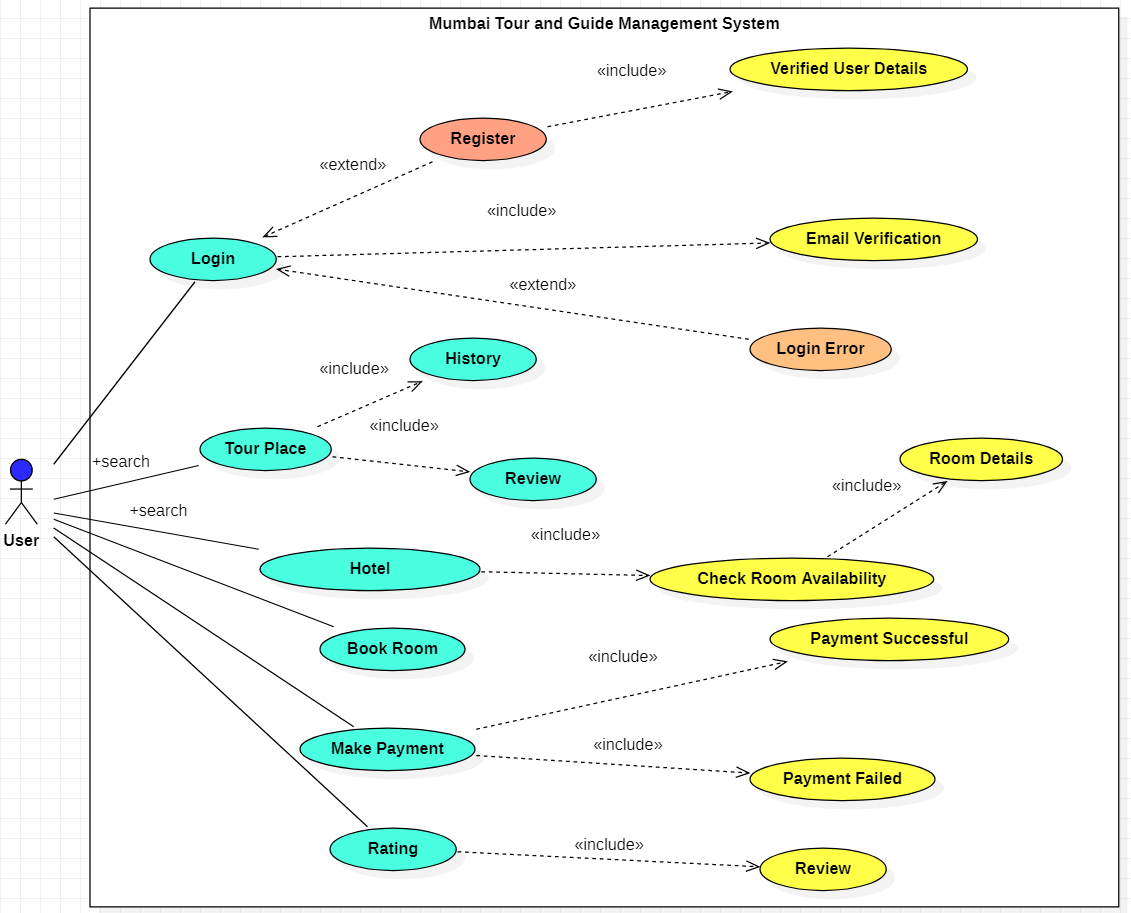 Mumbai Tour and Guide Management System
«include»
Verified User Details
Register
«extend»
«include»
Email Verification
Login
«extend»
Login Error
History
«include»
«include»
Tour Place
Review
+search
Room Details
«include»
+search
«include»
User
Hotel
Check Room Availability
Payment Successful
Book Room
«include»
Make Payment
«include»
Payment Failed
Rating
«include»
Review